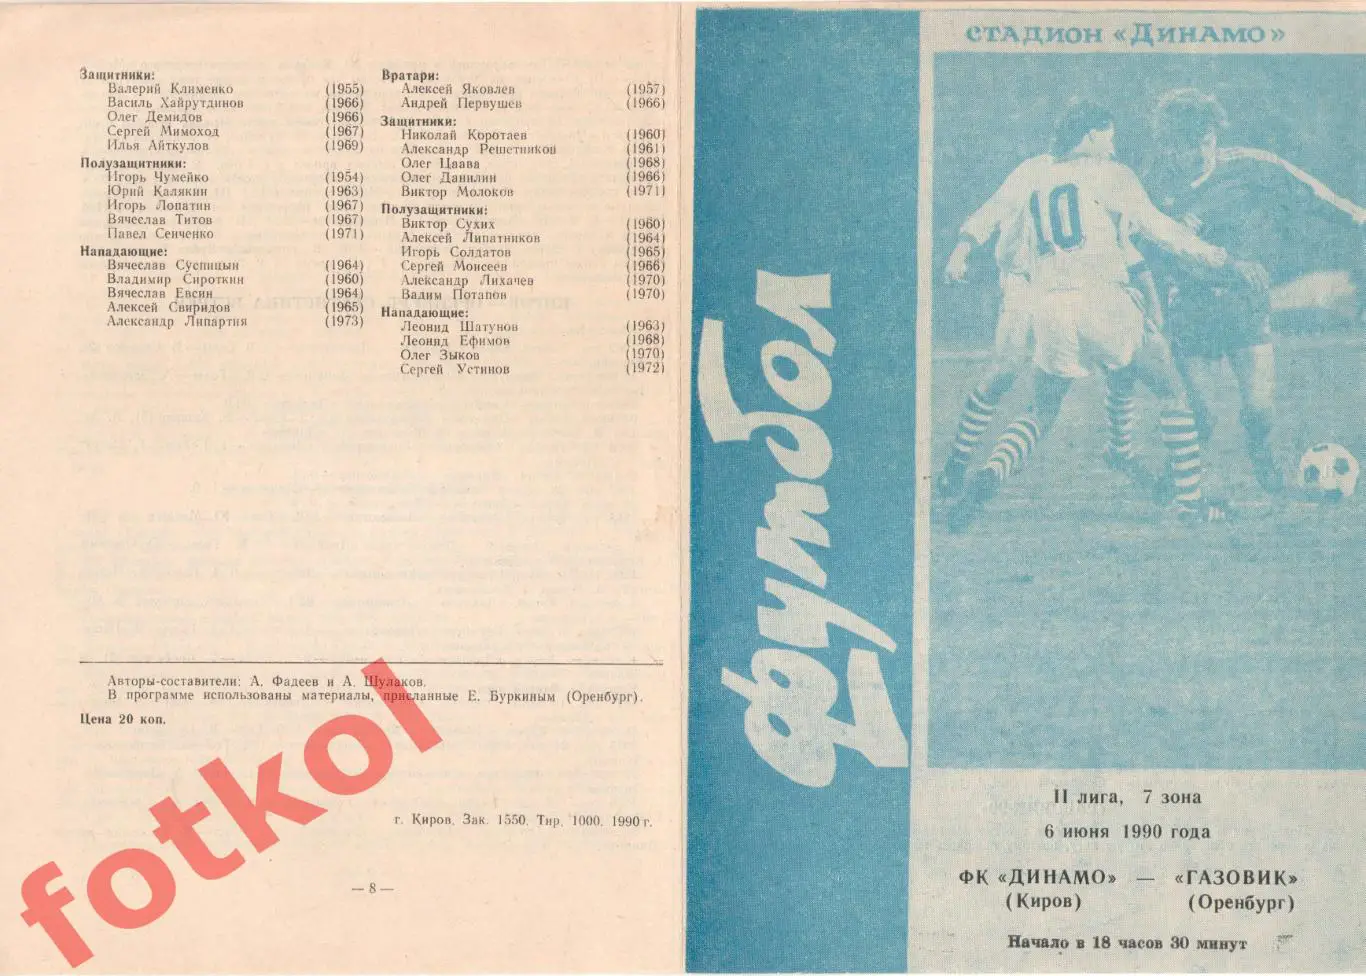 Защитники:
Валерий Клименко (1955)
Василь Хайрутдинов (1966)
Олег Демидов (1966)
Сергей Мимоход (1967)
Илья Айткулов (1969)
Полузащитники:
Игорь Чумейко (1954)
Юрий Калякин (1963)
Игорь Лопатин (1967)
Вячеслав Титов (1967)
Павел Сенченко (1971)
Нападающие:
Вячеслав Суспицын (1964)
Владимир Сироткин (1960)
Вячеслав Евсин (1964)
Алексей Свиридов (1965)
Александр Липартия (1973)
Вратари:
Алексей Яковлев (1957)
Андрей Первушев (1966)
Защитники:
Николай Коротаев (1960)
Александр Решетников (1961)
Олег Цаава (1968)
Олег Данилин (1966)
Виктор Молоков (1971)
Полузащитники:
Виктор Сухих (1960)
Алексей Липатников (1964)
Игорь Солдатов (1965)
Сергей Моисеев (1966)
Александр Лихачев (1970)
Вадим Потапов (1970)
Нападающие:
Леонид Шатунов (1963)
Леонид Ефимов (1968)
Олег Зыков (1970)
Сергей Устинов (1972)
Авторы-составители: А. Фадеев и А. Шулаков.
В программе использованы материалы, присланные Е. Буркиным (Оренбург).
Цена 20 коп.
г. Киров. Зак. 1550. Тир. 1000. 1990 г.
— 8 —
fotkol
СТАДИОН «ДИНАМО»
10
футбол
II лига, 7 зона
6 июня 1990 года
ФК «ДИНАМО» — «ГАЗОВИК»
(Киров) (Оренбург)
Начало в 18 часов 30 минут